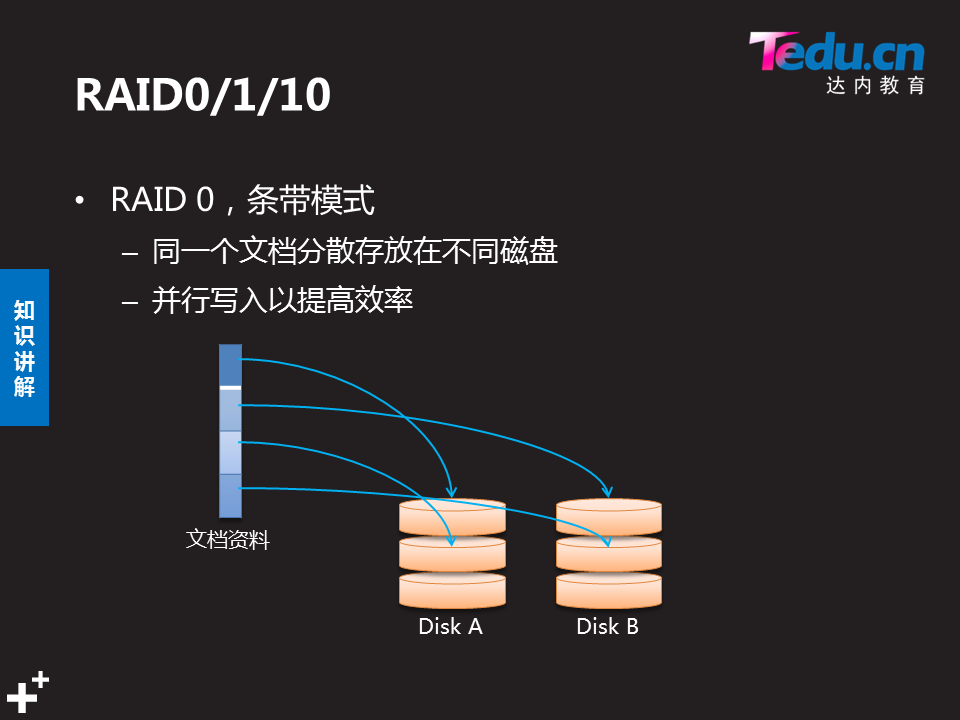 Tedu.cn
达内教育
RAID0/1/10
• RAID 0，条带模式
– 同一个文档分散存放在不同磁盘
– 并行写入以提高效率
知
识
讲
解
文档资料
Disk A
Disk B